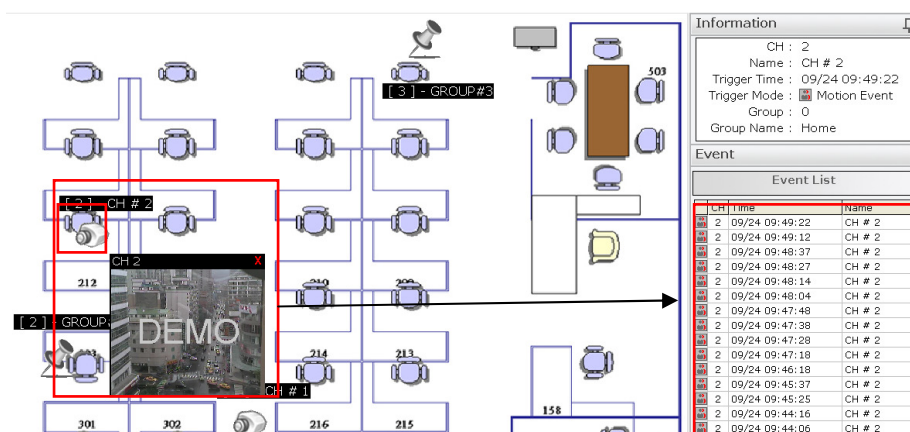 [ 3 ] - GROUP#3
503
[ 2 ] - CH # 2
CH 2 X
212
DEMO
[ 2 ] - GROUP
214 213
CH # 1
158
301 302 216 215
Information
CH : 2
Name : CH # 2
Trigger Time : 09/24 09:49:22
Trigger Mode : Motion Event
Group : 0
Group Name : Home
Event
Event List
CH Time Name
2 09/24 09:49:22 CH # 2
2 09/24 09:49:12 CH # 2
2 09/24 09:48:37 CH # 2
2 09/24 09:48:27 CH # 2
2 09/24 09:48:14 CH # 2
2 09/24 09:48:04 CH # 2
2 09/24 09:47:48 CH # 2
2 09/24 09:47:38 CH # 2
2 09/24 09:47:28 CH # 2
2 09/24 09:47:18 CH # 2
2 09/24 09:46:18 CH # 2
2 09/24 09:45:37 CH # 2
2 09/24 09:45:25 CH # 2
2 09/24 09:44:16 CH # 2
2 09/24 09:44:06 CH # 2